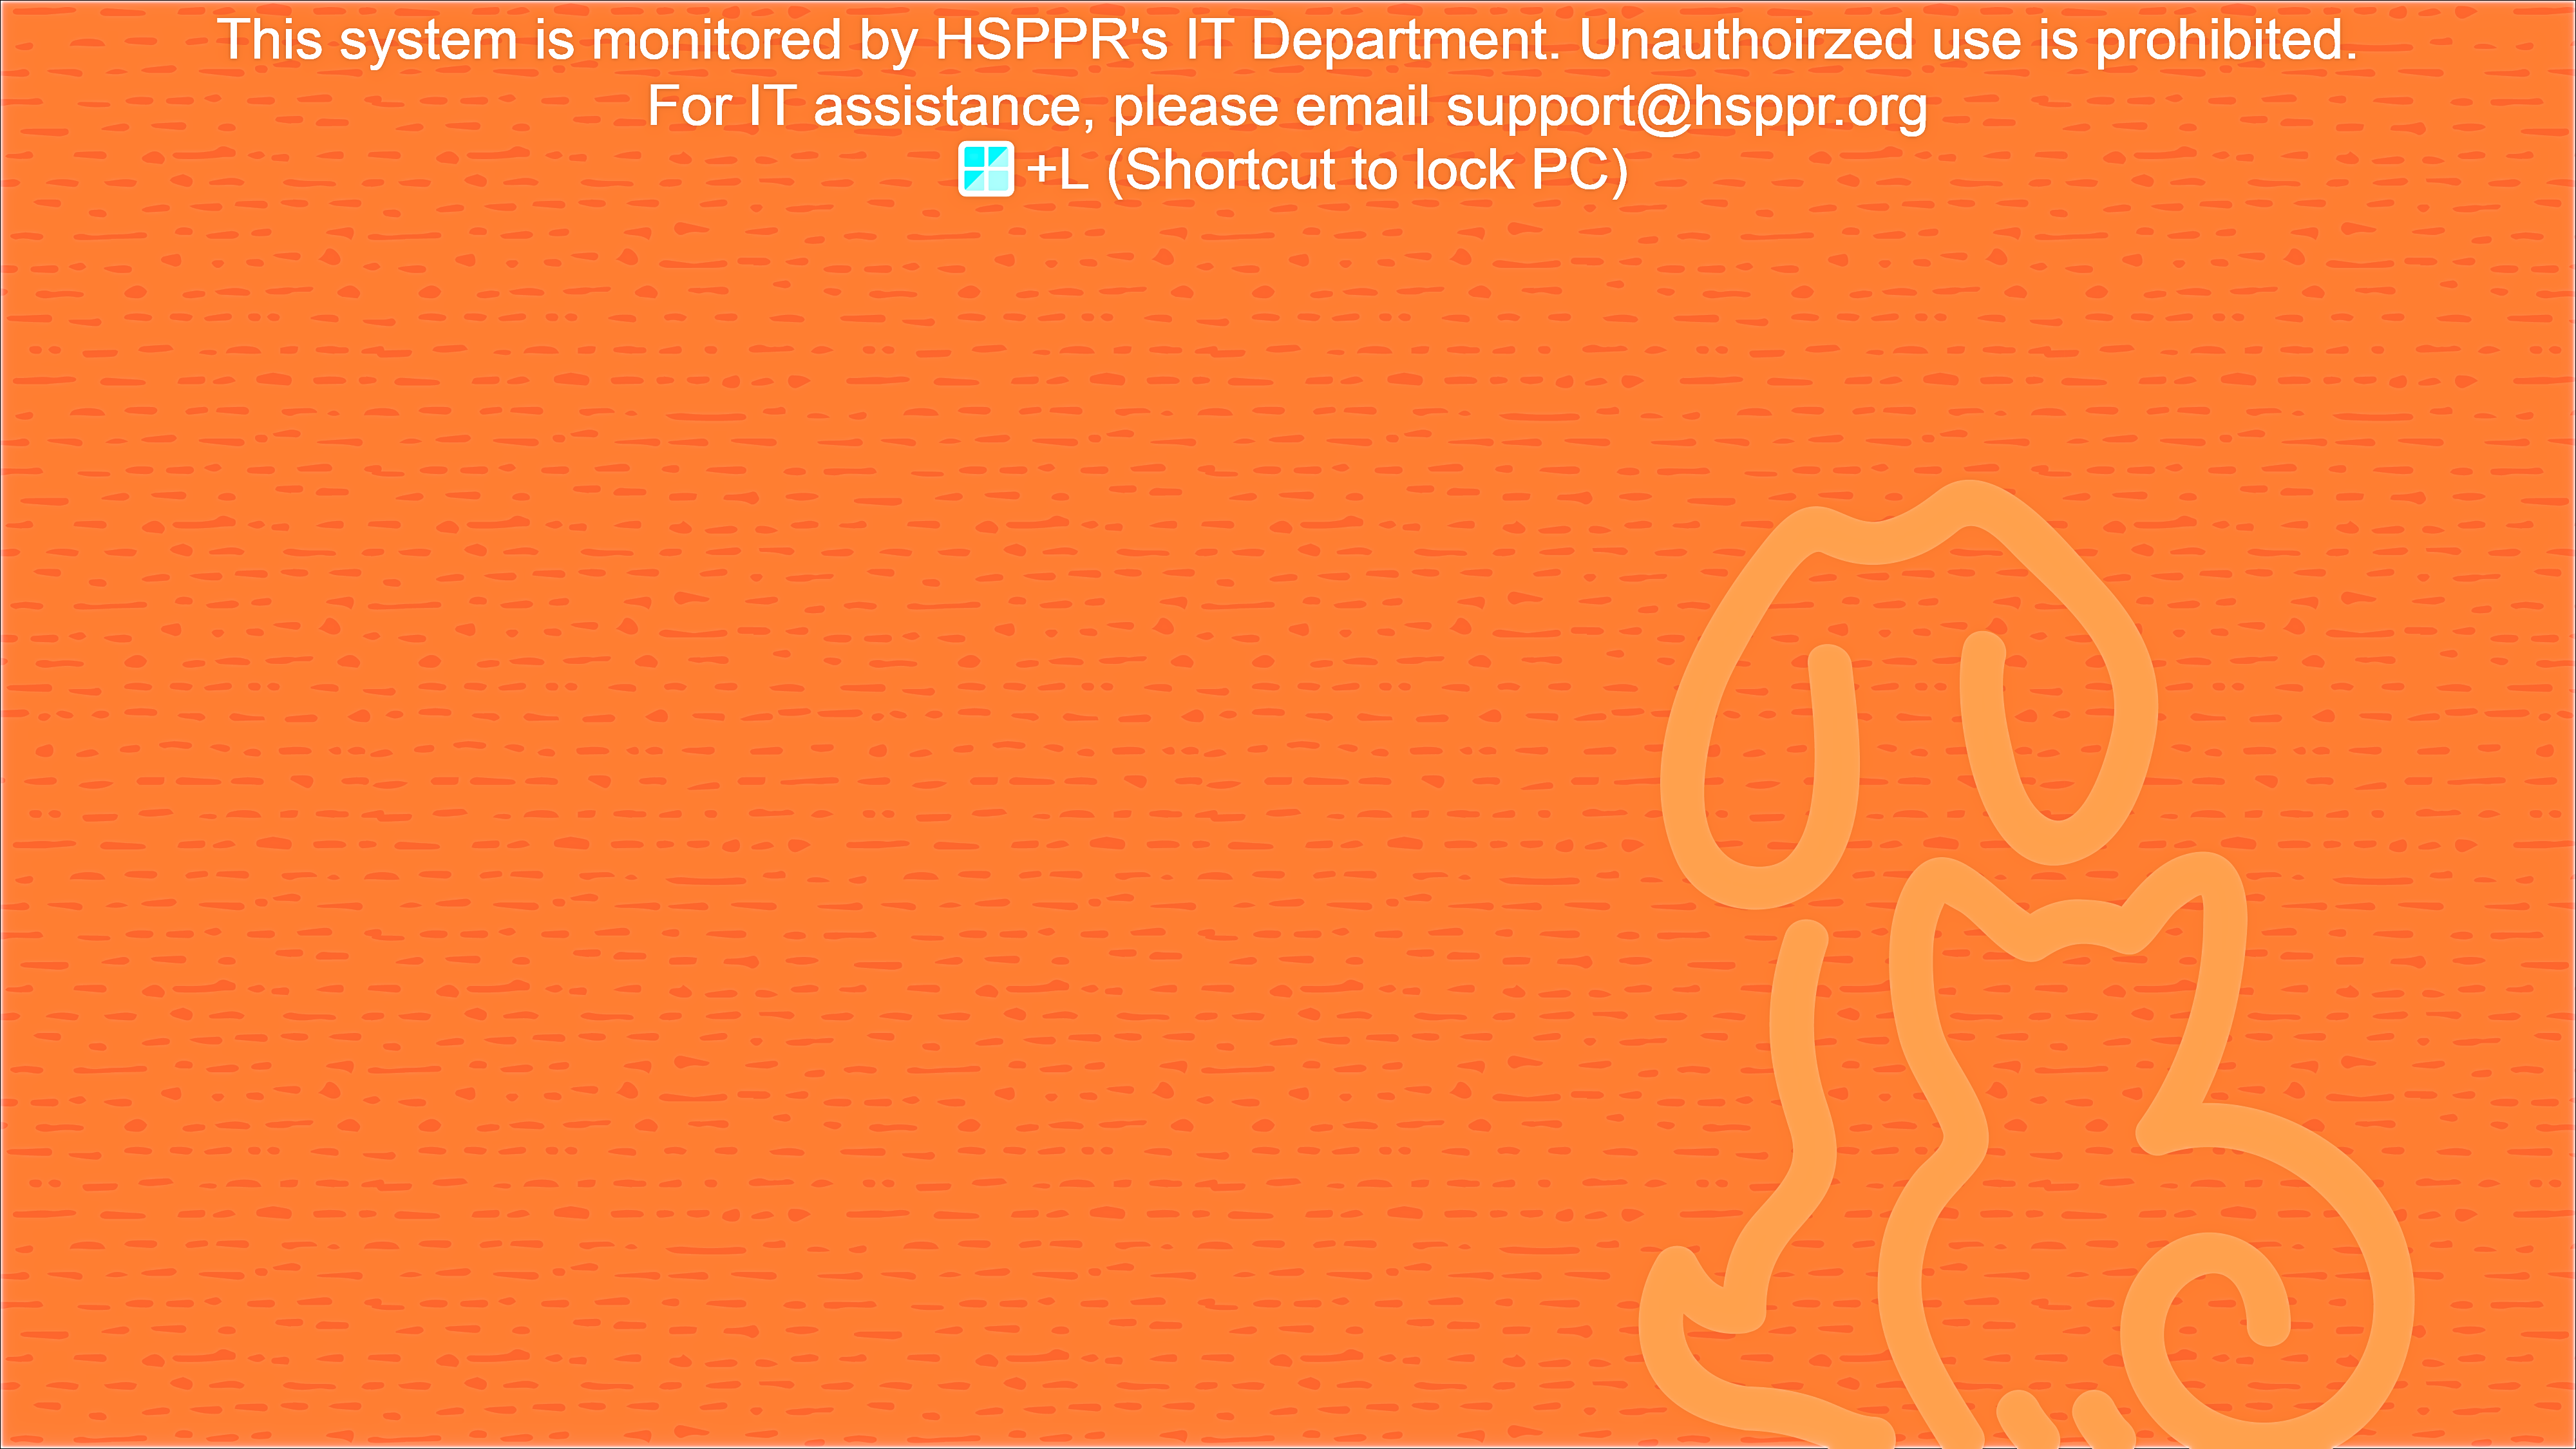 This system is monitored by HSPPR's IT Department. Unauthoirzed use is prohibited.
For IT assistance, please email support@hsppr.org
+L (Shortcut to lock PC)